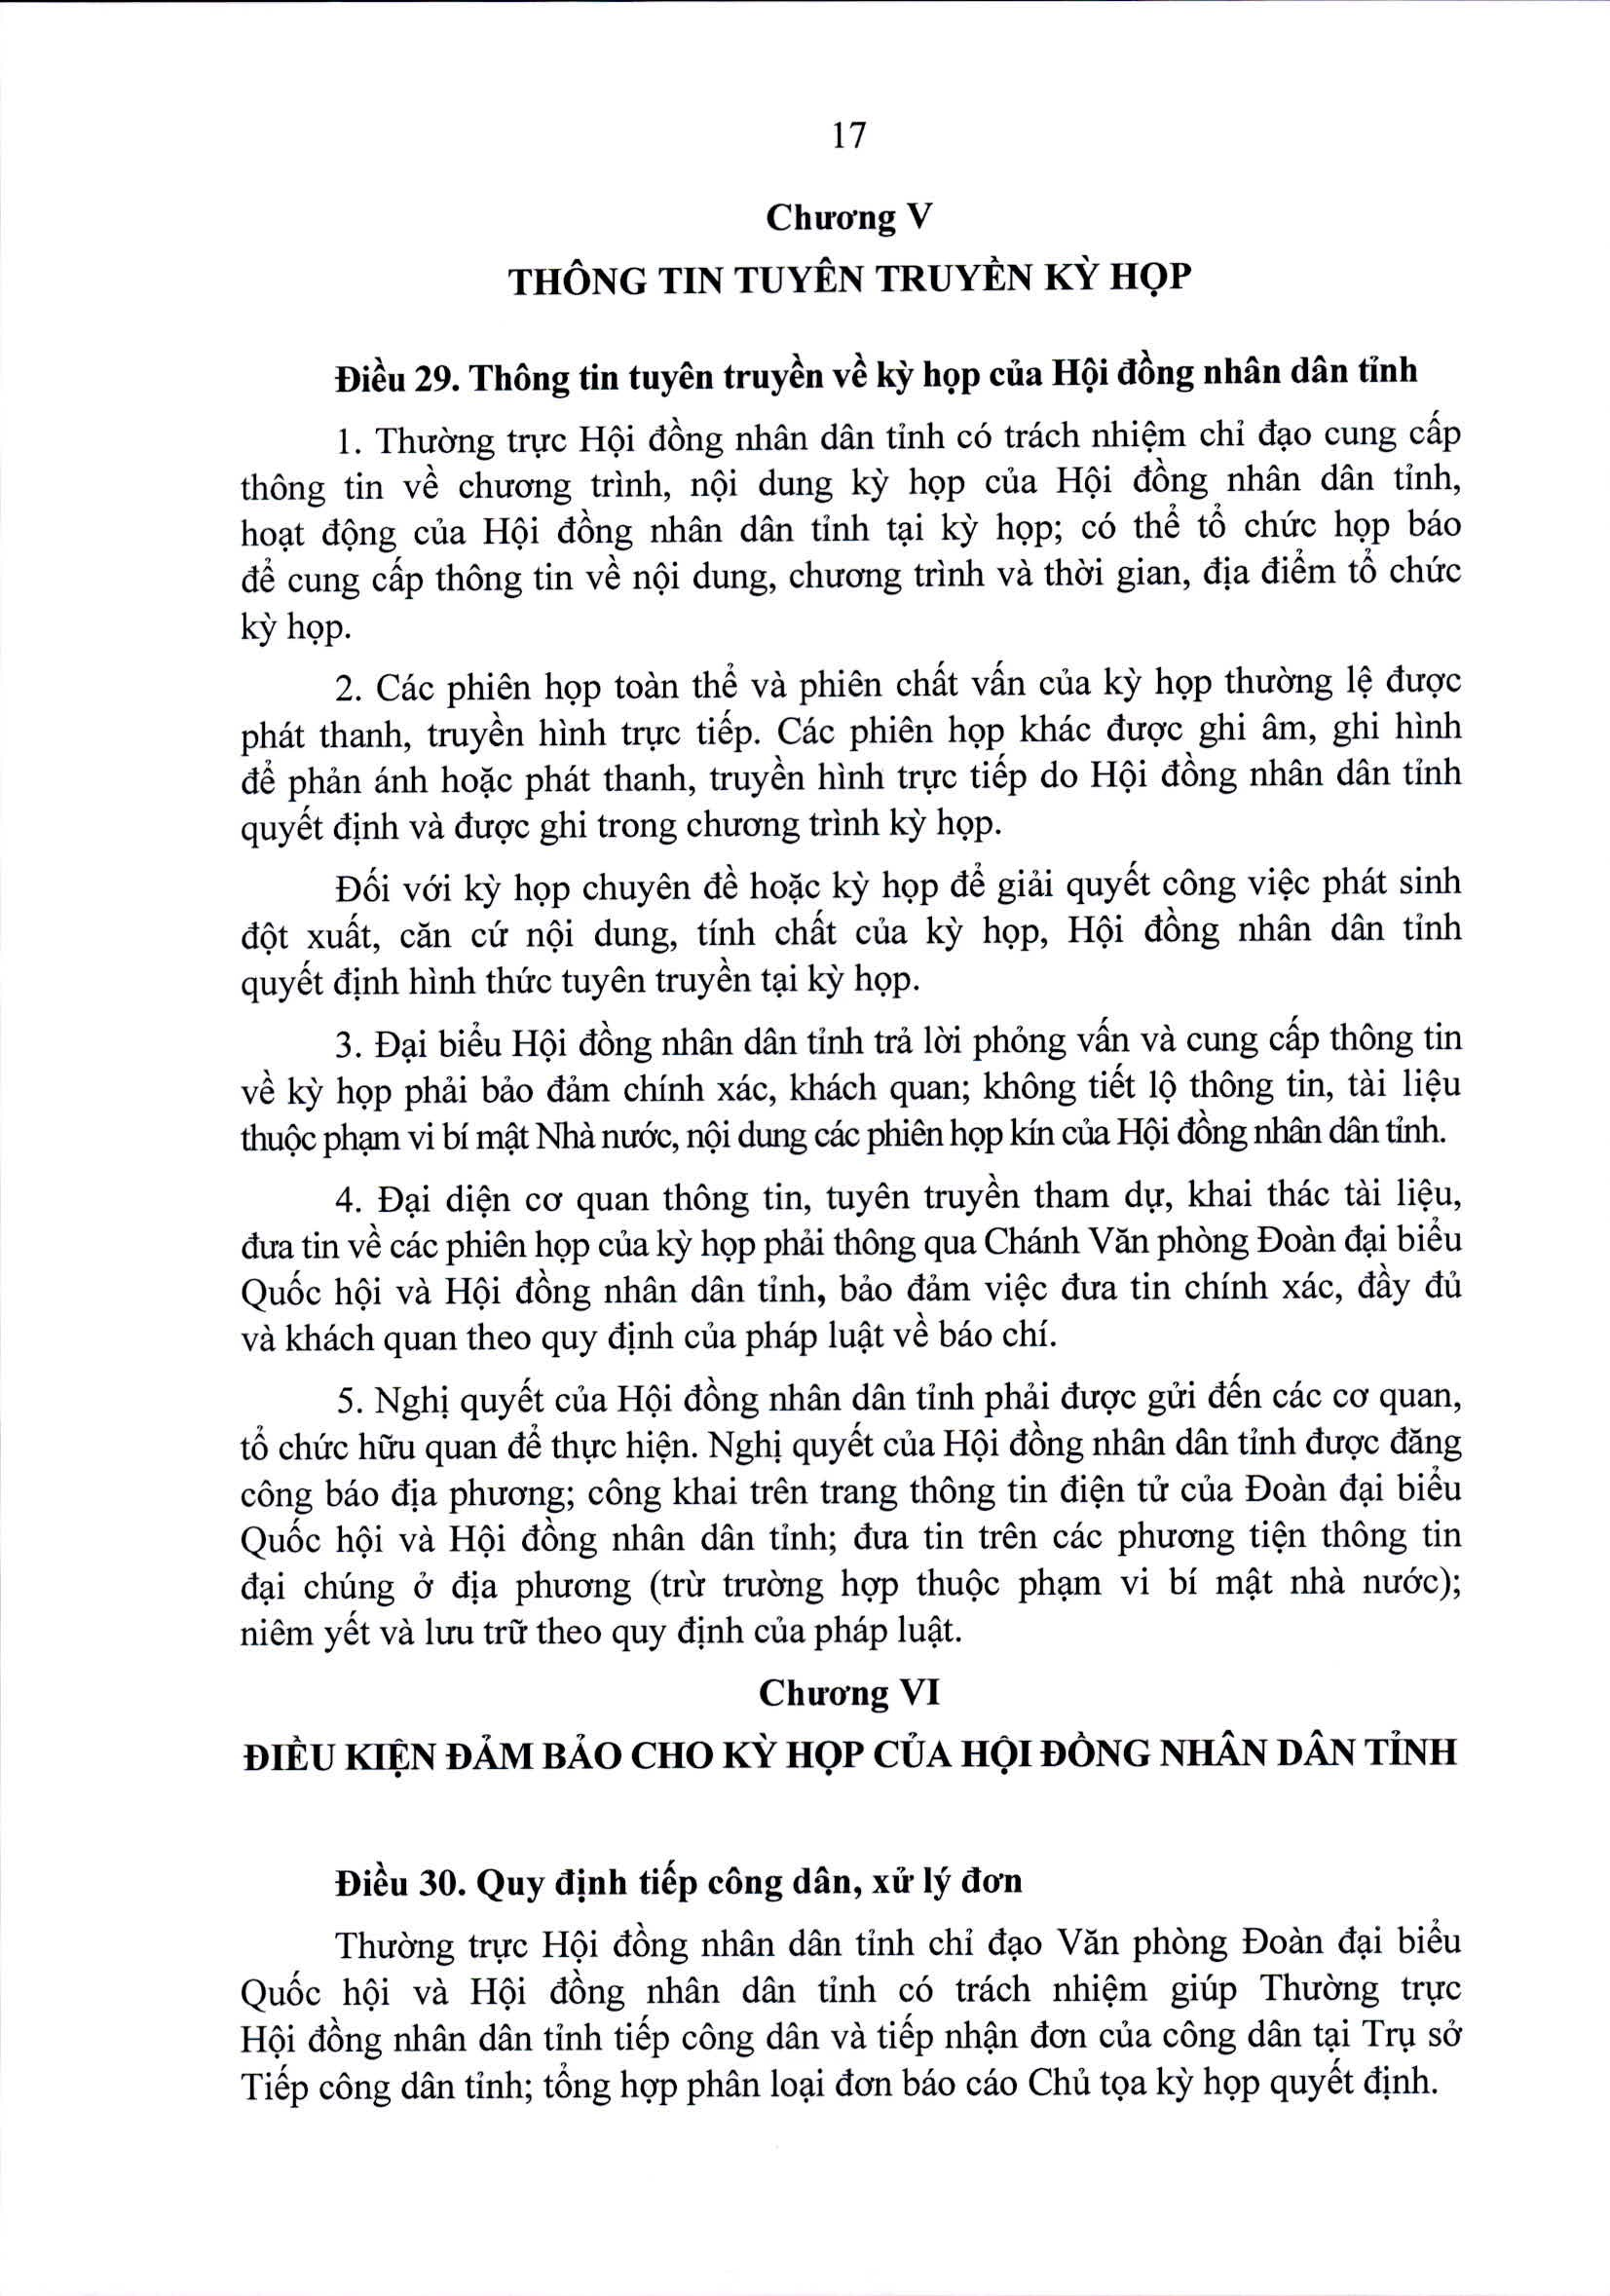 17
Chương V
THÔNG TIN TUYÊN TRUYỀN KỲ HỌP
Điều 29. Thông tin tuyên truyền về kỳ họp của Hội đồng nhân dân tỉnh
1. Thường trực Hội đồng nhân dân tỉnh có trách nhiệm chỉ đạo cung cấp
thông tin về chương trình, nội dung kỳ họp của Hội đồng nhân dân tỉnh,
hoạt động của Hội đồng nhân dân tỉnh tại kỳ họp; có thể tổ chức họp báo
để cung cấp thông tin về nội dung, chương trình và thời gian, địa điểm tổ chức
kỳ họp.
2. Các phiên họp toàn thể và phiên chất vấn của kỳ họp thường lệ được
phát thanh, truyền hình trực tiếp. Các phiên họp khác được ghi âm, ghi hình
để phản ánh hoặc phát thanh, truyền hình trực tiếp do Hội đồng nhân dân tỉnh
quyết định và được ghi trong chương trình kỳ họp.
Đối với kỳ họp chuyên đề hoặc kỳ họp để giải quyết công việc phát sinh
đột xuất, căn cứ nội dung, tính chất của kỳ họp, Hội đồng nhân dân tỉnh
quyết định hình thức tuyên truyền tại kỳ họp.
3. Đại biểu Hội đồng nhân dân tỉnh trả lời phỏng vấn và cung cấp thông tin
về kỳ họp phải bảo đảm chính xác, khách quan; không tiết lộ thông tin, tài liệu
thuộc phạm vi bí mật Nhà nước, nội dung các phiên họp kín của Hội đồng nhân dân tỉnh.
4. Đại diện cơ quan thông tin, tuyên truyền tham dự, khai thác tài liệu,
đưa tin về các phiên họp của kỳ họp phải thông qua Chánh Văn phòng Đoàn đại biểu
Quốc hội và Hội đồng nhân dân tỉnh, bảo đảm việc đưa tin chính xác, đầy đủ
và khách quan theo quy định của pháp luật về báo chí.
5. Nghị quyết của Hội đồng nhân dân tỉnh phải được gửi đến các cơ quan,
tổ chức hữu quan để thực hiện. Nghị quyết của Hội đồng nhân dân tỉnh được đăng
công báo địa phương; công khai trên trang thông tin điện tử của Đoàn đại biểu
Quốc hội và Hội đồng nhân dân tỉnh; đưa tin trên các phương tiện thông tin
đại chúng ở địa phương (trừ trường hợp thuộc phạm vi bí mật nhà nước);
niêm yết và lưu trữ theo quy định của pháp luật.
Chương VI
ĐIỀU KIỆN ĐẢM BẢO CHO KỲ HỌP CỦA HỘI ĐỒNG NHÂN DÂN TỈNH
Điều 30. Quy định tiếp công dân, xử lý đơn
Thường trực Hội đồng nhân dân tỉnh chỉ đạo Văn phòng Đoàn đại biểu
Quốc hội và Hội đồng nhân dân tỉnh có trách nhiệm giúp Thường trực
Hội đồng nhân dân tỉnh tiếp công dân và tiếp nhận đơn của công dân tại Trụ sở
Tiếp công dân tỉnh; tổng hợp phân loại đơn báo cáo Chủ tọa kỳ họp quyết định.